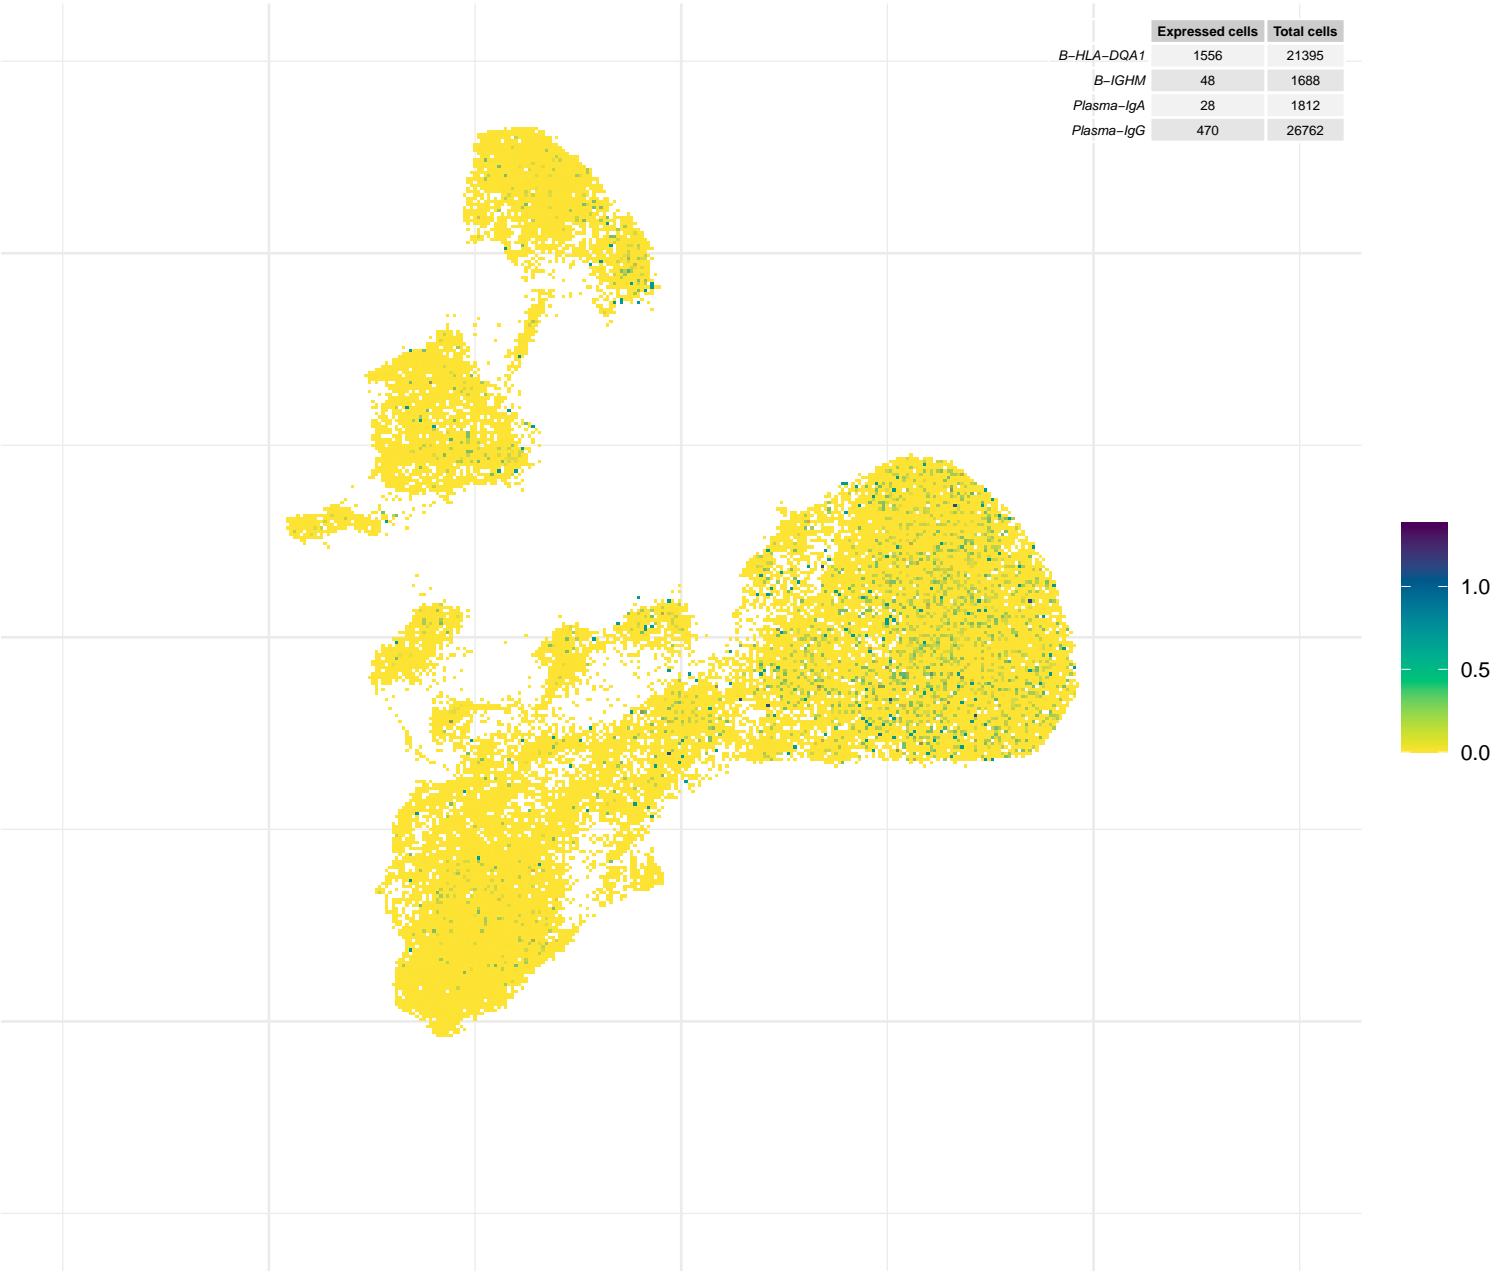 Expressed cells Total cells
B−HLA−DQA1 1556 21395
B−IGHM 48 1688
Plasma−IgA 28 1812
Plasma−IgG 470 26762
1.0
0.5
0.0